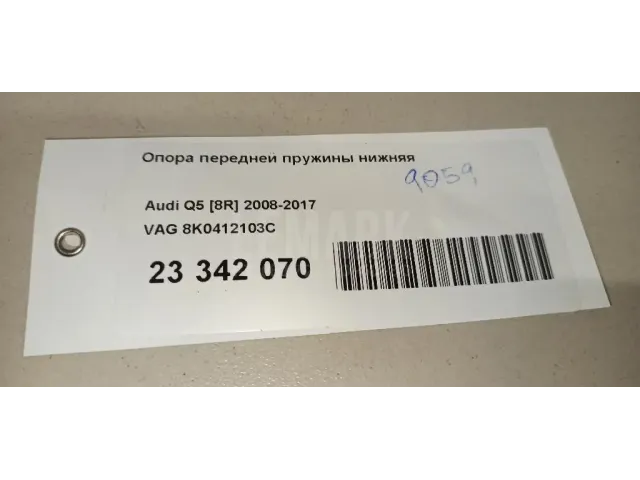 Опора передней пружины нижняя
9059
Audi Q5 [8R] 2008-2017
VAG 8K0412103C
23 342 070